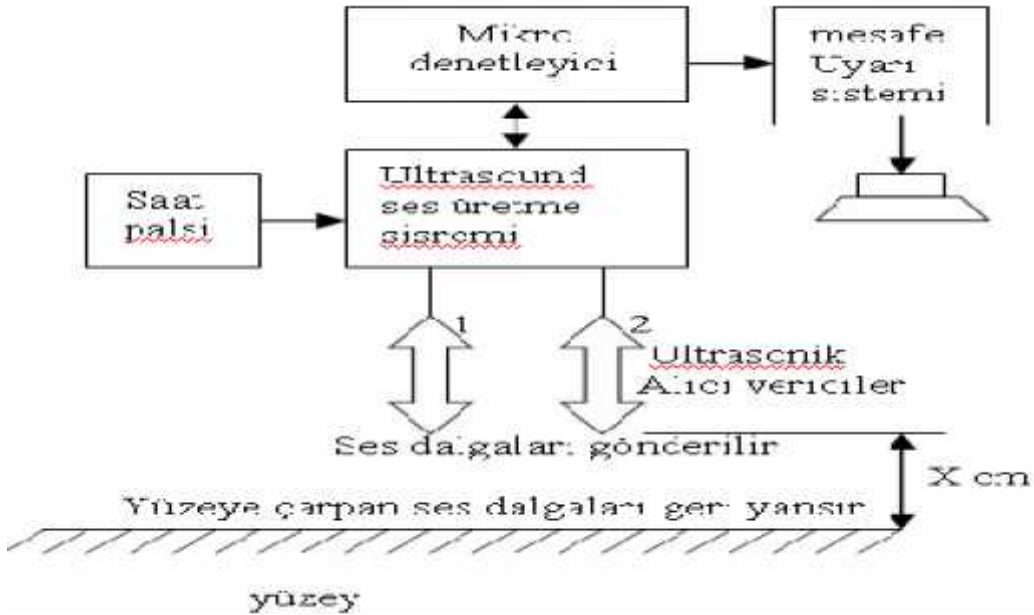 Mikro
denetleyici
mesafe
Uyarı
sistemi
Saat
palsi
Ultrasound
ses üretme
sisremi
1
2
Ultrasonik
Alıcı vericiler
Ses dalgaları gönderilir
X cm
Yüzeye çarpan ses dalgaları geri yansır
yüzey